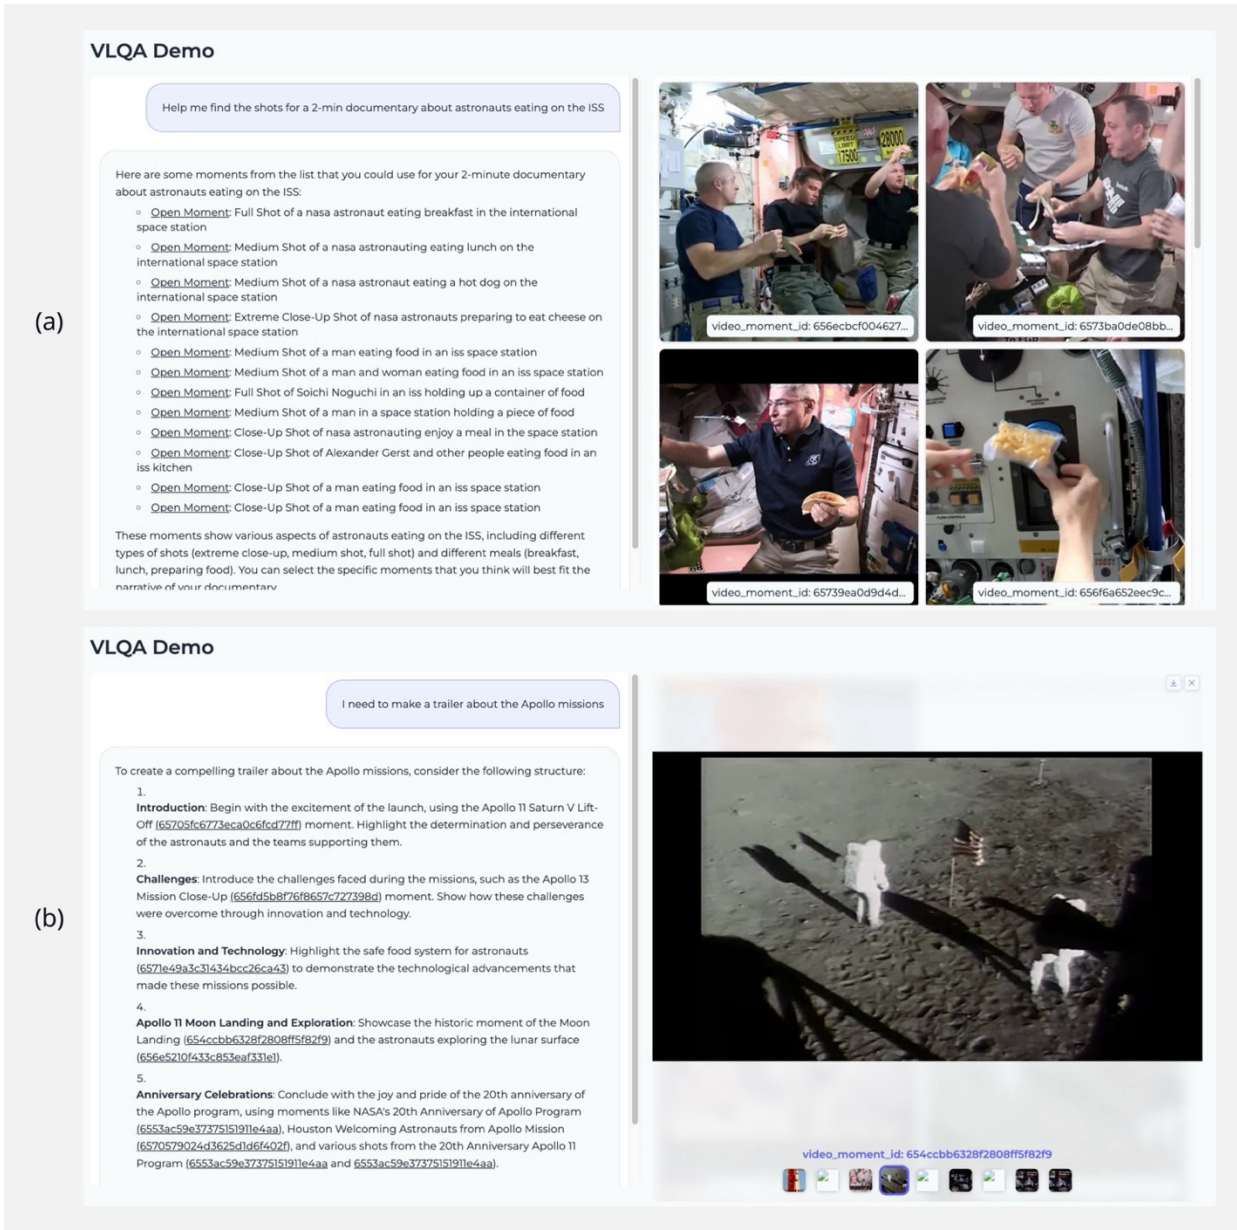 (a)
VLQA Demo
Help me find the shots for a 2-min documentary about astronauts eating on the ISS
Here are some moments from the list that you could use for your 2-minute documentary
about astronauts eating on the ISS:
Open Moment: Full Shot of a nasa astronaut eating breakfast in the international
space station
Open Moment: Medium Shot of a nasa astronauting eating lunch on the
international space station
Open Moment: Medium Shot of a nasa astronaut eating a hot dog on the
international space station
Open Moment: Extreme Close-Up Shot of nasa astronauts preparing to eat cheese on
the international space station
Open Moment: Medium Shot of a man eating food in an iss space station
Open Moment: Medium Shot of a man and woman eating food in an iss space station
Open Moment: Full Shot of Soichi Noguchi in an iss holding up a container of food
Open Moment: Medium Shot of a man in a space station holding a piece of food
Open Moment: Close-Up Shot of nasa astronauting enjoy a meal in the space station
Open Moment: Close-Up Shot of Alexander Gerst and other people eating food in an
iss kitchen
Open Moment: Close-Up Shot of a man eating food in an iss space station
Open Moment: Close-Up Shot of a man eating food in an iss space station
These moments show various aspects of astronauts eating on the ISS, including different
types of shots (extreme close-up, medium shot, full shot) and different meals (breakfast,
lunch, preparing food). You can select the specific moments that you think will best fit the
narrative of your documentary
SPEED
LIMIT
17500
28000
video_moment_id: 656ecbcf004627...
video_moment_id: 6573ba0de08bb...
video_moment_id: 65739ea0d9d4d...
video_moment_id: 656f6a652eec9c...
(b)
VLQA Demo
I need to make a trailer about the Apollo missions
To create a compelling trailer about the Apollo missions, consider the following structure:
1.
Introduction: Begin with the excitement of the launch, using the Apollo 11 Saturn V Lift-
Off (65705fc6773eca0c6fcd77ff) moment. Highlight the determination and perseverance
of the astronauts and the teams supporting them.
2.
Challenges: Introduce the challenges faced during the missions, such as the Apollo 13
Mission Close-Up (656fd5b8f76f8657c727398d) moment. Show how these challenges
were overcome through innovation and technology.
3.
Innovation and Technology: Highlight the safe food system for astronauts
(6571e49a3c31434bcc26ca43) to demonstrate the technological advancements that
made these missions possible.
4.
Apollo 11 Moon Landing and Exploration: Showcase the historic moment of the Moon
Landing (654ccbb6328f2808ff5f82f9) and the astronauts exploring the lunar surface
(656e5210f433c853eaf331e1).
5.
Anniversary Celebrations: Conclude with the joy and pride of the 20th anniversary of
the Apollo program, using moments like NASA's 20th Anniversary of Apollo Program
(6553ac59e37375151911e4aa), Houston Welcoming Astronauts from Apollo Mission
(6570579024d3625d1d6f402f), and various shots from the 20th Anniversary Apollo 11
Program (6553ac59e37375151911e4aa and 6553ac59e37375151911e4aa).
video_moment_id: 654ccbb6328f2808ff5f82f9